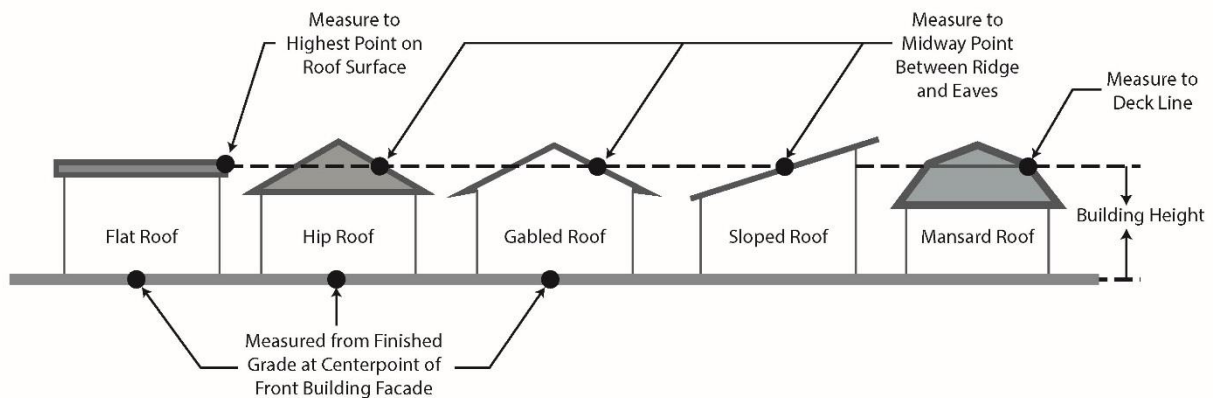 Measure to
Highest Point on
Roof Surface
Measure to
Midway Point
Between Ridge
and Eaves
Measure to
Deck Line
Flat Roof
Hip Roof
Gabled Roof
Sloped Roof
Mansard Roof
Building Height
Measured from Finished
Grade at Centerpoint of
Front Building Facade